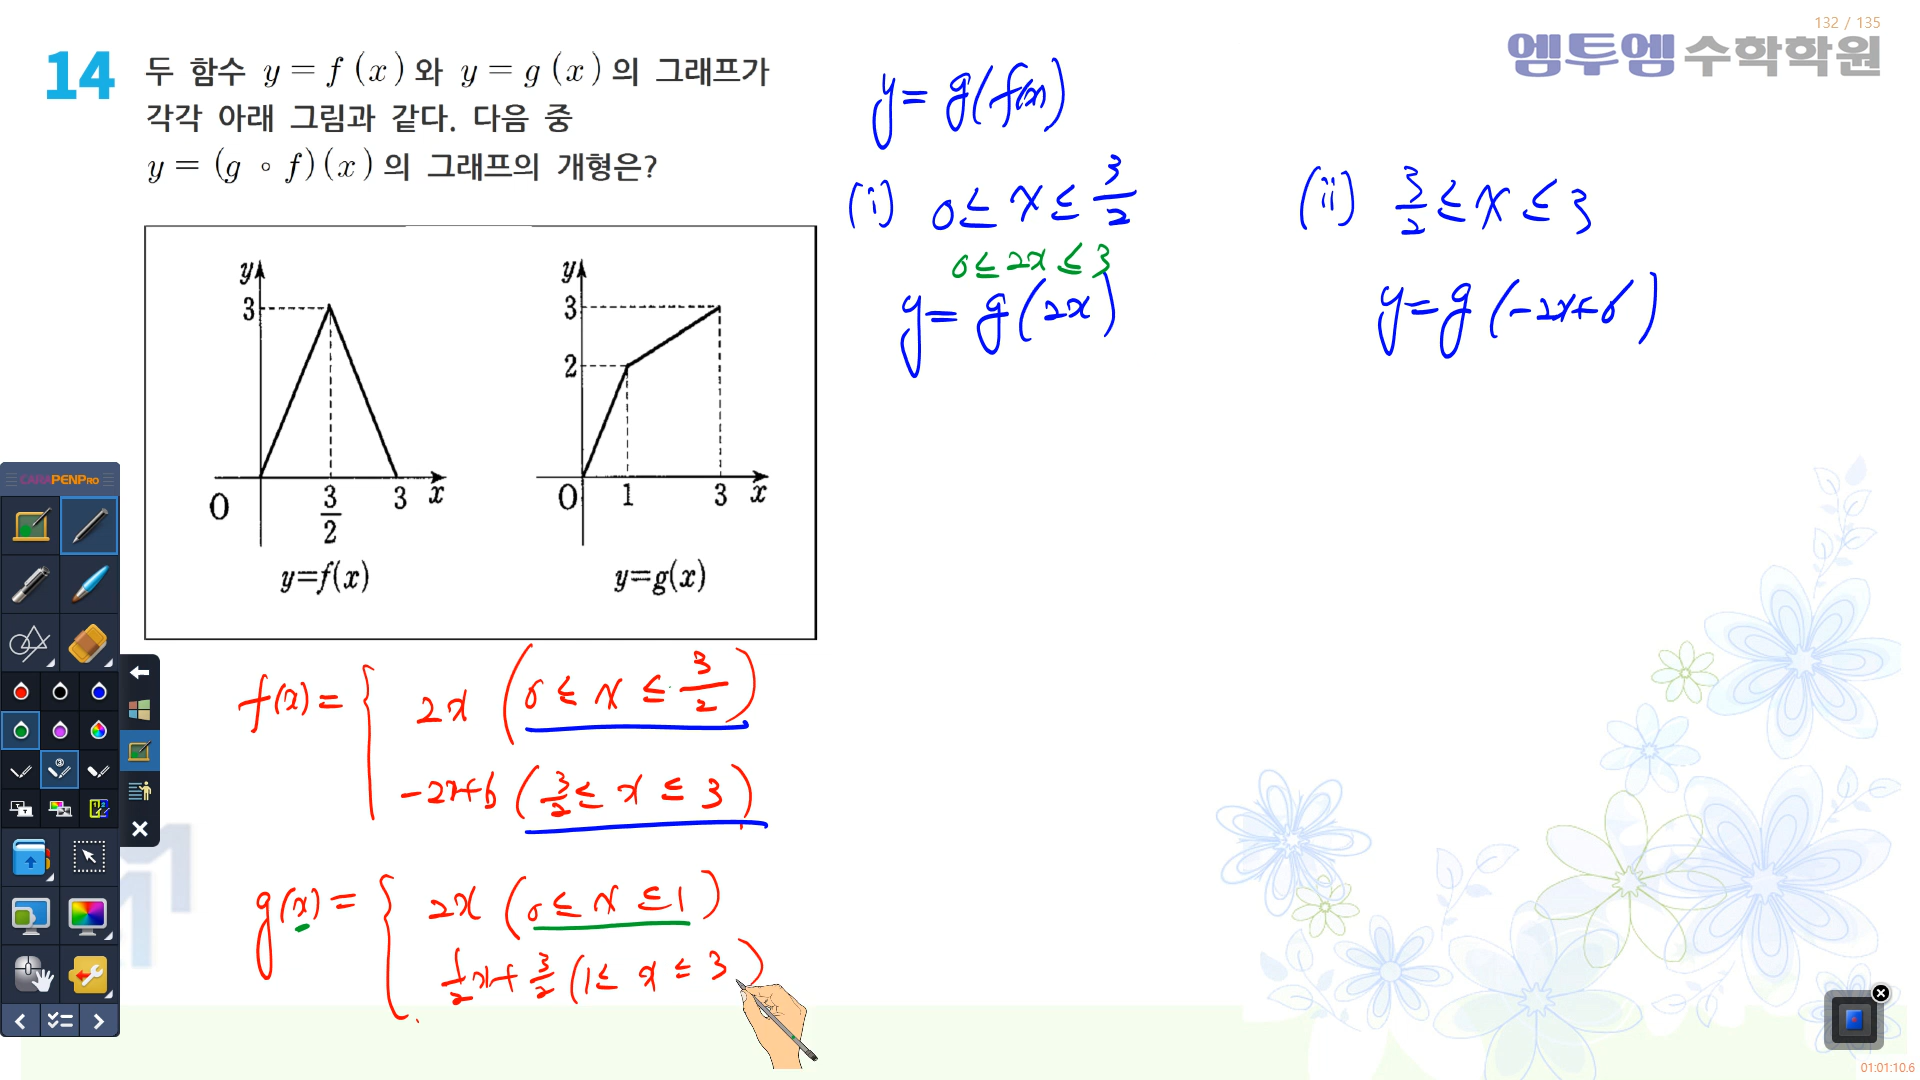 132 / 135
엠투엠 수학학원
14 두 함수 y = f (x) 와 y = g (x) 의 그래프가
각각 아래 그림과 같다. 다음 중
y = (g ∘ f)(x) 의 그래프의 개형은?
y
3
O
3/2
3
x
y=f(x)
y
3
2
O
1
3
x
y=g(x)
y = g(f(x))
(i) 0 ≤ x ≤ 3/2
0 ≤ 2x ≤ 3
y = g(2x)
(ii) 3/2 ≤ x ≤ 3
y = g(-2x+6)
f(x) = { 2x (0 ≤ x ≤ 3/2)
-2x+6 (3/2 ≤ x ≤ 3)
g(x) = { 2x (0 ≤ x ≤ 1)
1/2x + 3/2 (1 ≤ x ≤ 3)
CARAPENPRO
01:01:10.6